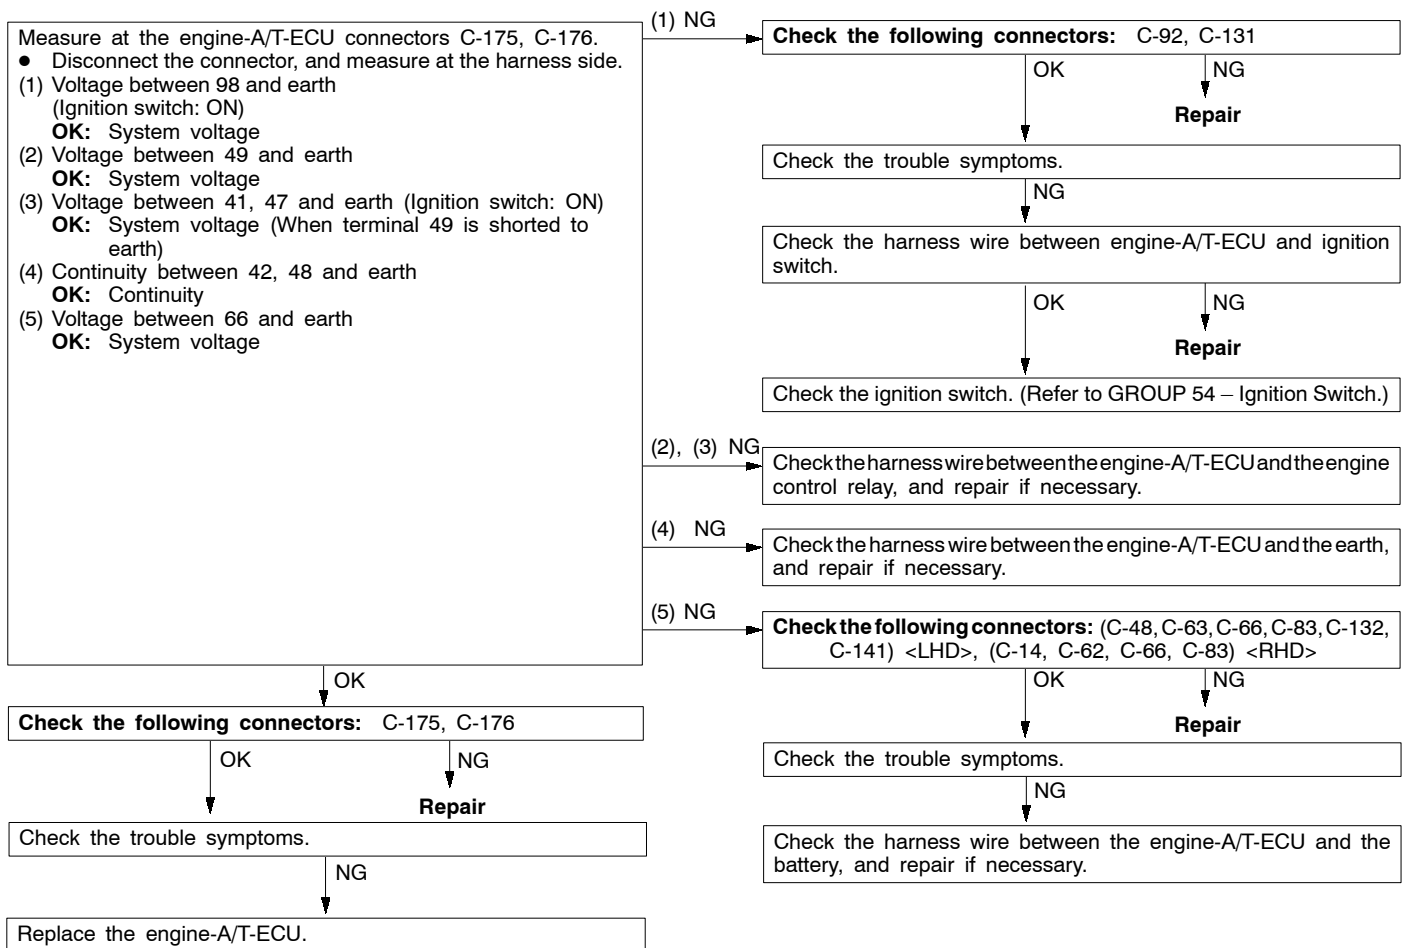 Measure at the engine-A/T-ECU connectors C-175, C-176.
● Disconnect the connector, and measure at the harness side.
(1) Voltage between 98 and earth
(Ignition switch: ON)
OK: System voltage
(2) Voltage between 49 and earth
OK: System voltage
(3) Voltage between 41, 47 and earth (Ignition switch: ON)
OK: System voltage (When terminal 49 is shorted to
earth)
(4) Continuity between 42, 48 and earth
OK: Continuity
(5) Voltage between 66 and earth
OK: System voltage
(1) NG
Check the following connectors: C-92, C-131
OK
NG
Repair
Check the trouble symptoms.
NG
Check the harness wire between engine-A/T-ECU and ignition
switch.
OK
NG
Repair
Check the ignition switch. (Refer to GROUP 54 – Ignition Switch.)
(2), (3) NG
Check the harness wire between the engine-A/T-ECU and the engine
control relay, and repair if necessary.
(4) NG
Check the harness wire between the engine-A/T-ECU and the earth,
and repair if necessary.
(5) NG
Check the following connectors: (C-48, C-63, C-66, C-83, C-132,
C-141) <LHD>, (C-14, C-62, C-66, C-83) <RHD>
OK
NG
Repair
Check the trouble symptoms.
NG
Check the harness wire between the engine-A/T-ECU and the
battery, and repair if necessary.
OK
Check the following connectors: C-175, C-176
OK
NG
Repair
Check the trouble symptoms.
NG
Replace the engine-A/T-ECU.